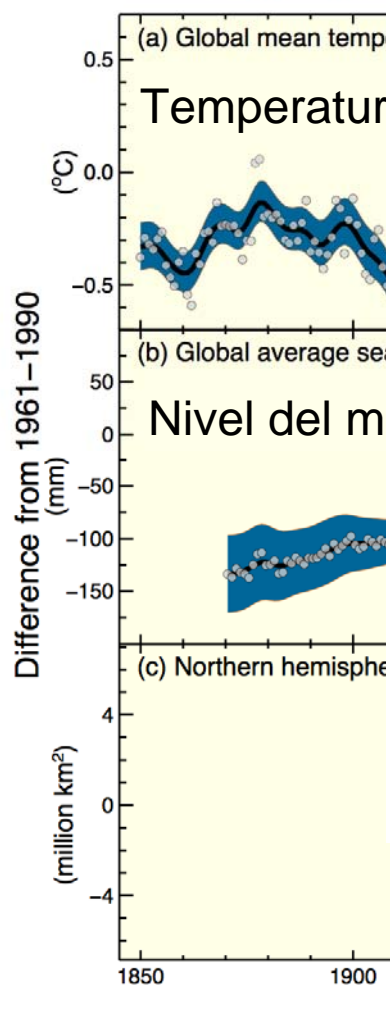 (a) Global mean temp
Temperatur
0.5
0.0
−0.5
(°C)
(b) Global average sea
Nivel del m
50
0
−50
−100
−150
(mm)
Difference from 1961–1990
(c) Northern hemisphe
4
0
−4
(million km²)
1850 1900